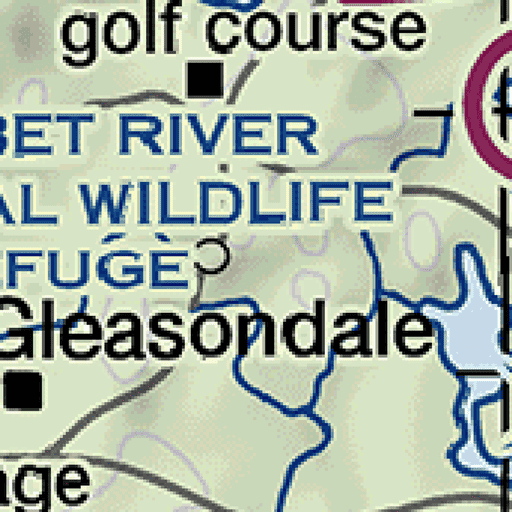 golf course
BET RIVER
AL WILDLIFE
FUGE
Gleasondale
age